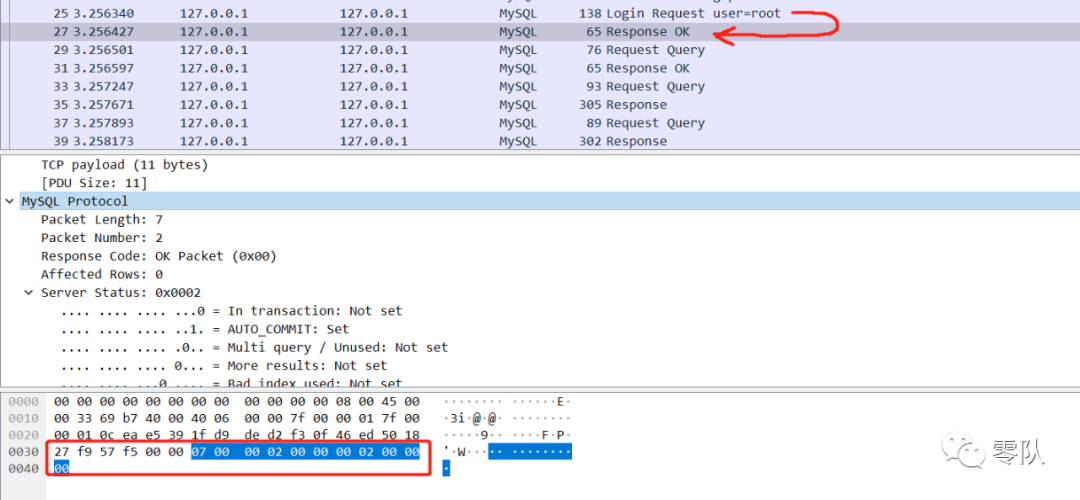 25 3.256340 127.0.0.1 127.0.0.1 MySQL 138 Login Request user=root
27 3.256427 127.0.0.1 127.0.0.1 MySQL 65 Response OK
29 3.256501 127.0.0.1 127.0.0.1 MySQL 76 Request Query
31 3.256597 127.0.0.1 127.0.0.1 MySQL 65 Response OK
33 3.257247 127.0.0.1 127.0.0.1 MySQL 93 Request Query
35 3.257671 127.0.0.1 127.0.0.1 MySQL 305 Response
37 3.257893 127.0.0.1 127.0.0.1 MySQL 89 Request Query
39 3.258173 127.0.0.1 127.0.0.1 MySQL 302 Response
TCP payload (11 bytes)
[PDU Size: 11]
MySQL Protocol
Packet Length: 7
Packet Number: 2
Response Code: OK Packet (0x00)
Affected Rows: 0
Server Status: 0x0002
.... .... .... ...0 = In transaction: Not set
.... .... .... ..1. = AUTO_COMMIT: Set
.... .... .... .0.. = Multi query / Unused: Not set
.... .... .... 0... = More results: Not set
.... .... ...0 .... = Bad index used: Not set
0000 00 00 00 00 00 00 00 00 00 00 00 00 08 00 45 00 ········ ······E·
0010 00 33 69 b7 40 00 40 06 00 00 7f 00 00 01 7f 00 ·3i·@·@· ········
0020 00 01 0c ea e5 39 1f d9 de d2 f3 0f 46 ed 50 18 ·····9·· ····F·P·
0030 27 f9 57 f5 00 00 07 00 00 02 00 00 00 02 00 00 '·W····· ········
0040 00 ·
零队